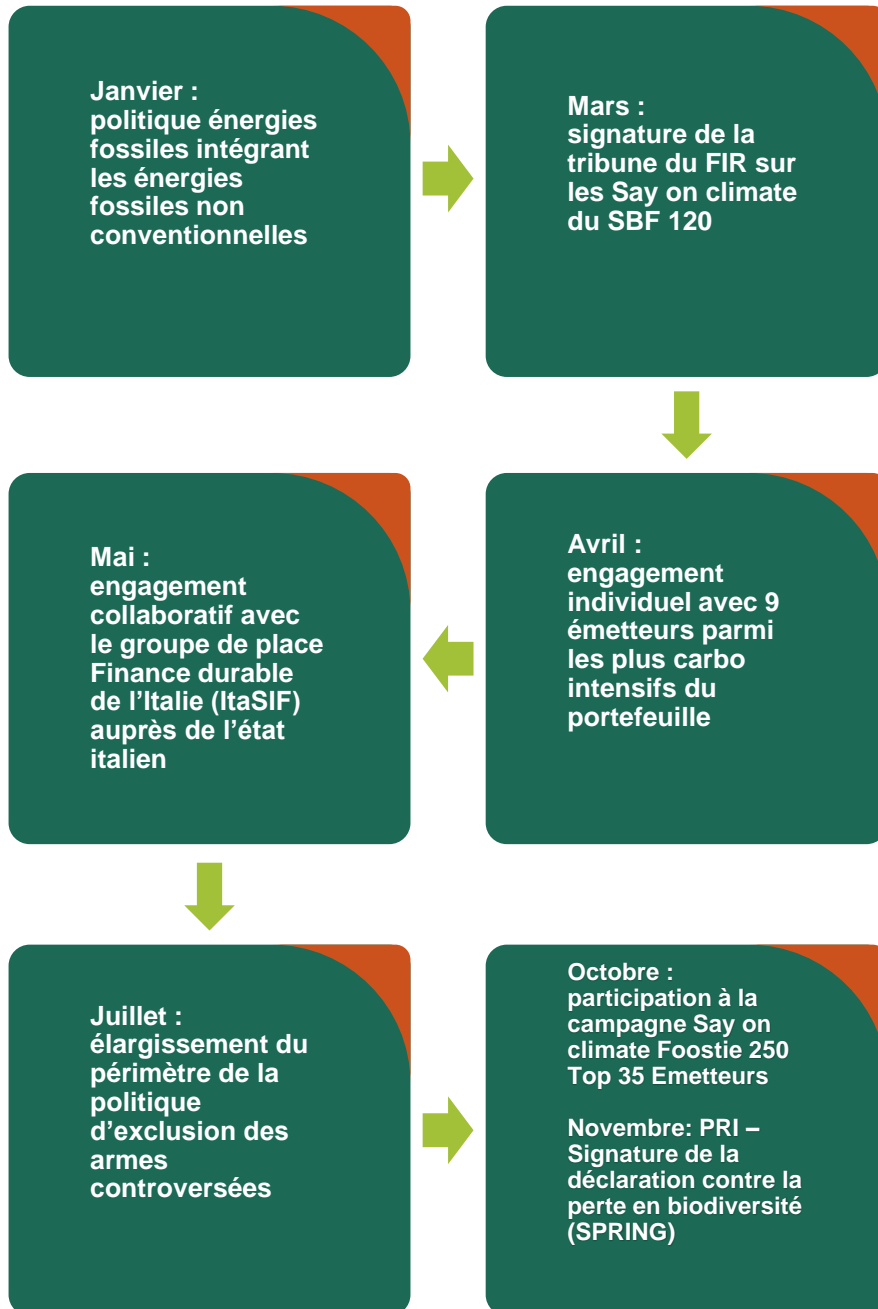 Janvier :
politique énergies
fossiles intégrant
les énergies
fossiles non
conventionnelles
Mars :
signature de la
tribune du FIR sur
les Say on climate
du SBF 120
Avril :
engagement
individuel avec 9
émetteurs parmi
les plus carbo
intensifs du
portefeuille
Mai :
engagement
collaboratif avec
le groupe de place
Finance durable
de l’Italie (ItaSIF)
auprès de l’état
italien
Juillet :
élargissement du
périmètre de la
politique
d’exclusion des
armes
controversées
Octobre :
participation à la
campagne Say on
climate Foostie 250
Top 35 Emetteurs
Novembre: PRI –
Signature de la
déclaration contre la
perte en biodiversité
(SPRING)